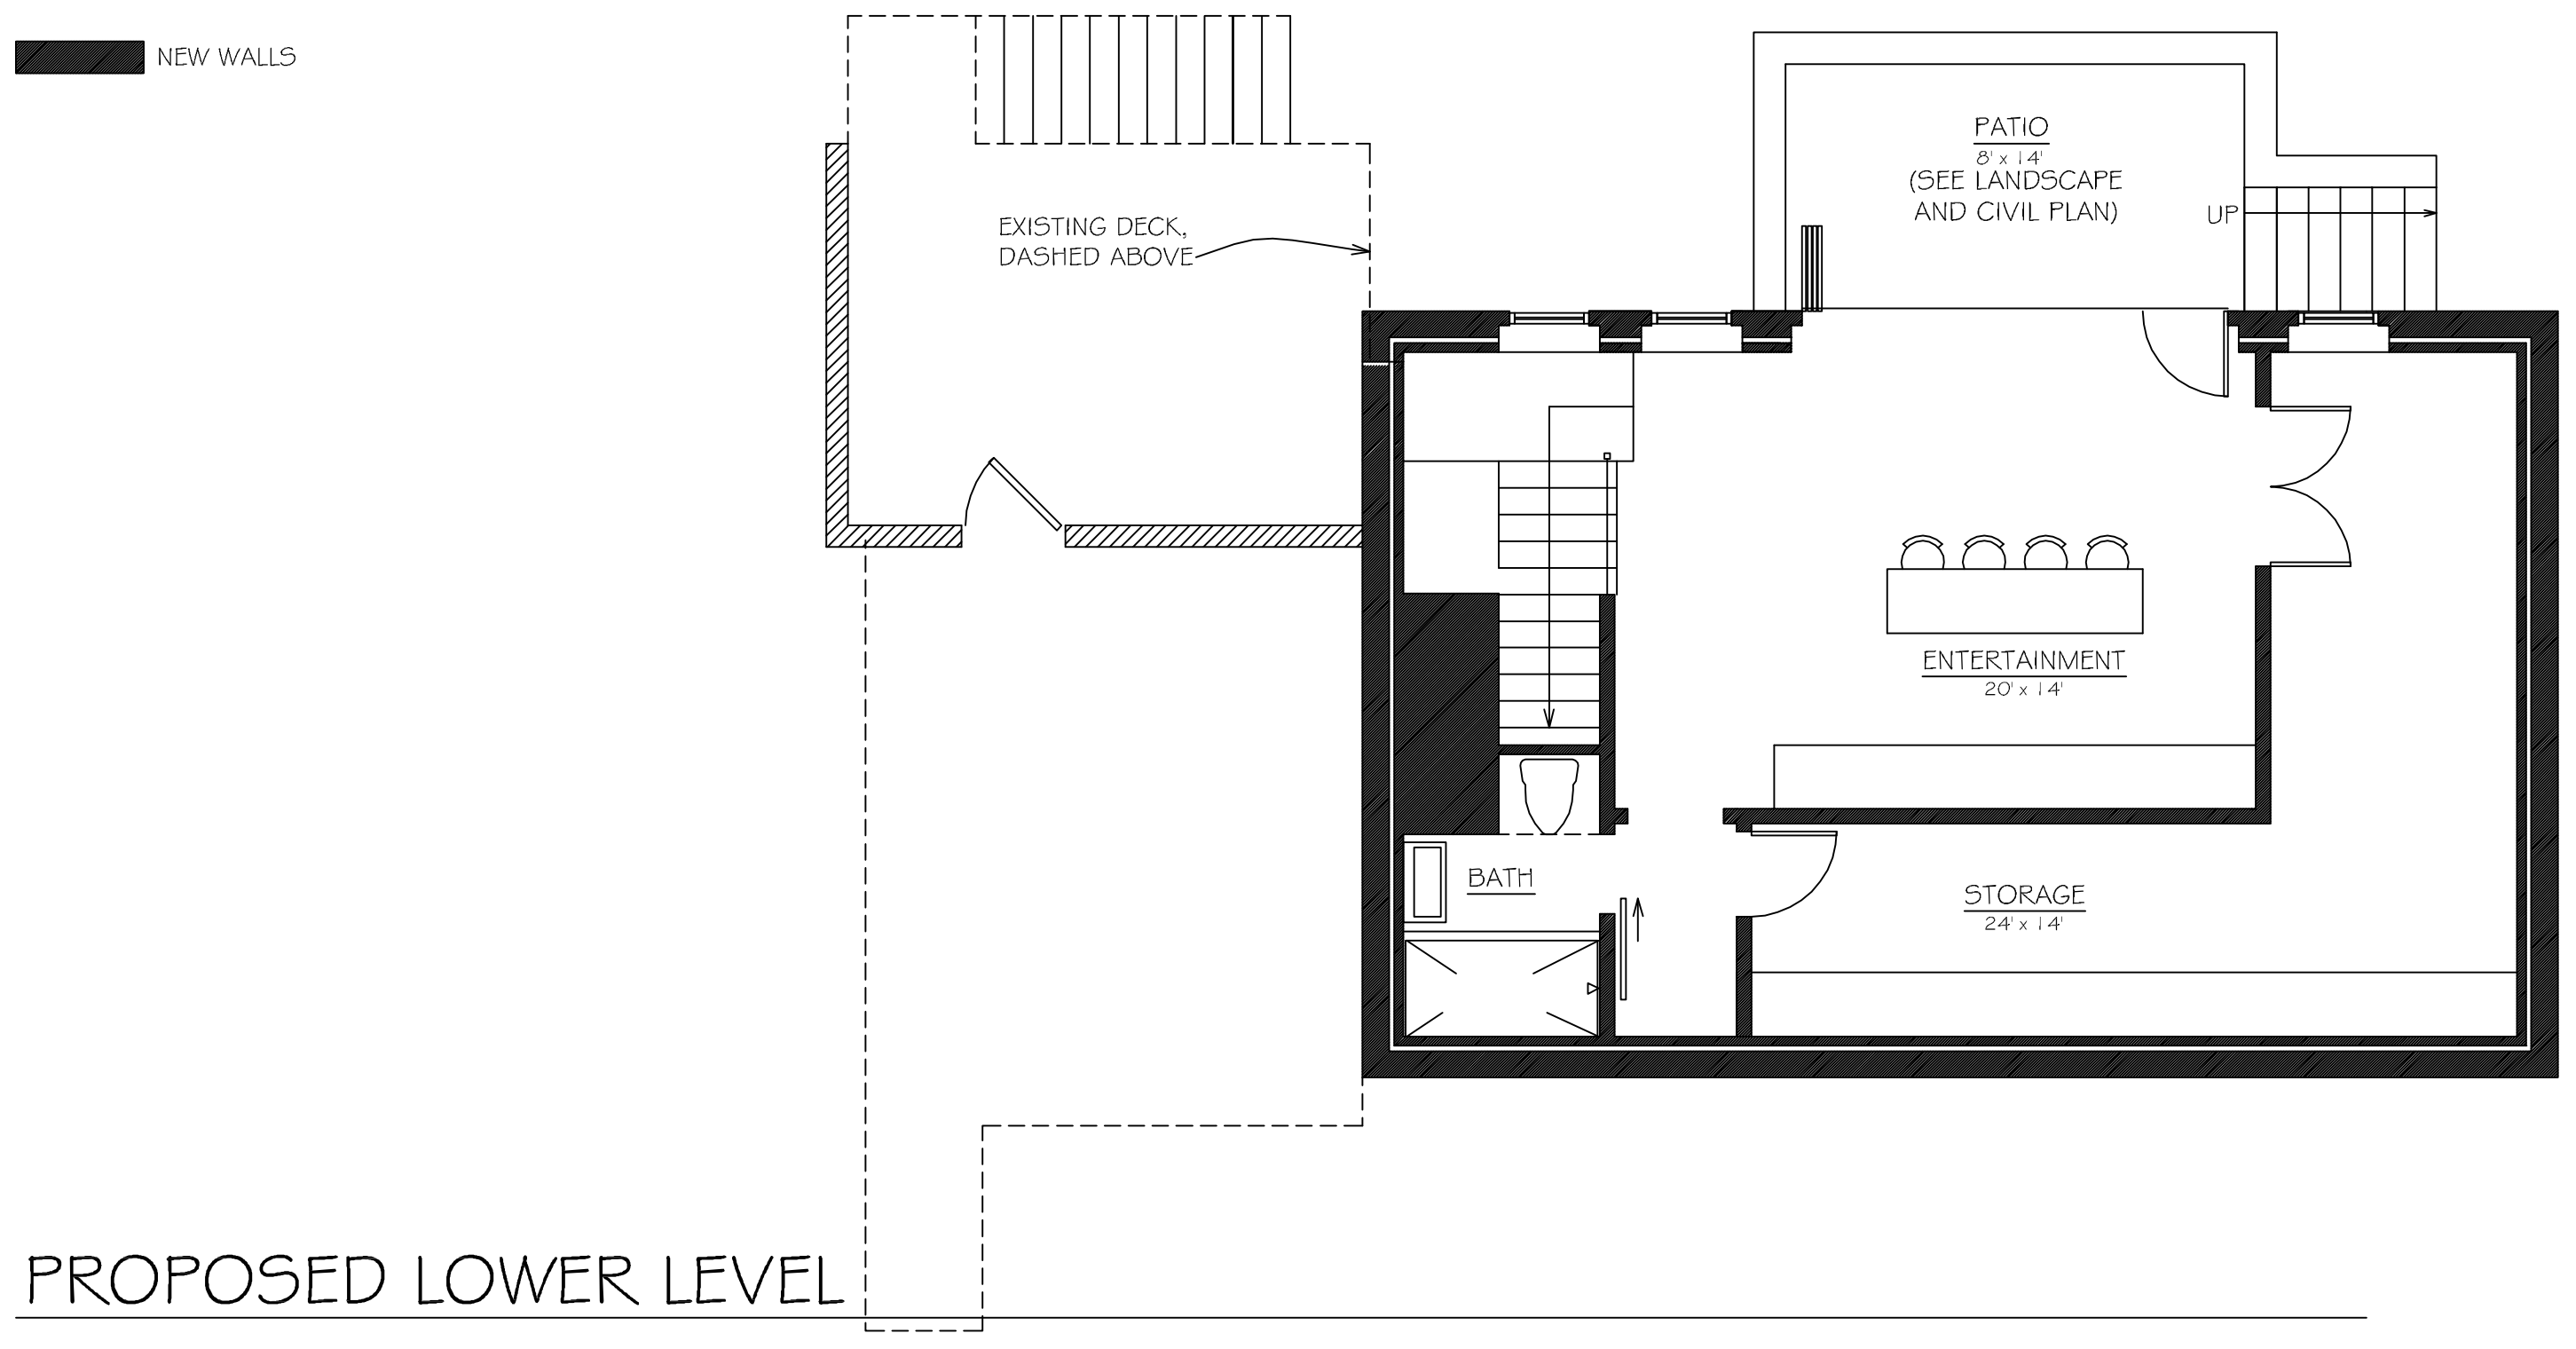 NEW WALLS
PATIO
8' x 14'
(SEE LANDSCAPE
AND CIVIL PLAN)
UP
EXISTING DECK,
DASHED ABOVE
ENTERTAINMENT
20' x 14'
BATH
STORAGE
24' x 14'
PROPOSED LOWER LEVEL